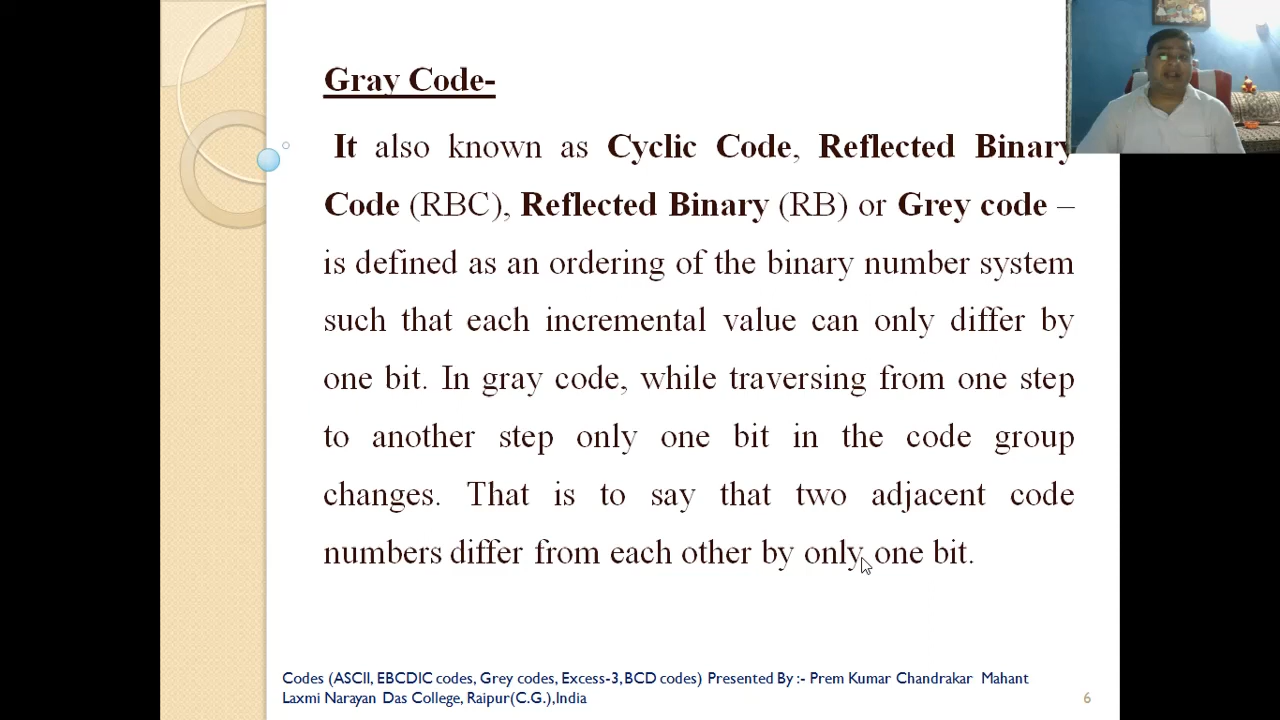 Gray Code-
It also known as Cyclic Code, Reflected Binary
Code (RBC), Reflected Binary (RB) or Grey code –
is defined as an ordering of the binary number system
such that each incremental value can only differ by
one bit. In gray code, while traversing from one step
to another step only one bit in the code group
changes. That is to say that two adjacent code
numbers differ from each other by only one bit.
Codes (ASCII, EBCDIC codes, Grey codes, Excess-3, BCD codes) Presented By :- Prem Kumar Chandrakar Mahant
Laxmi Narayan Das College, Raipur(C.G.),India
6